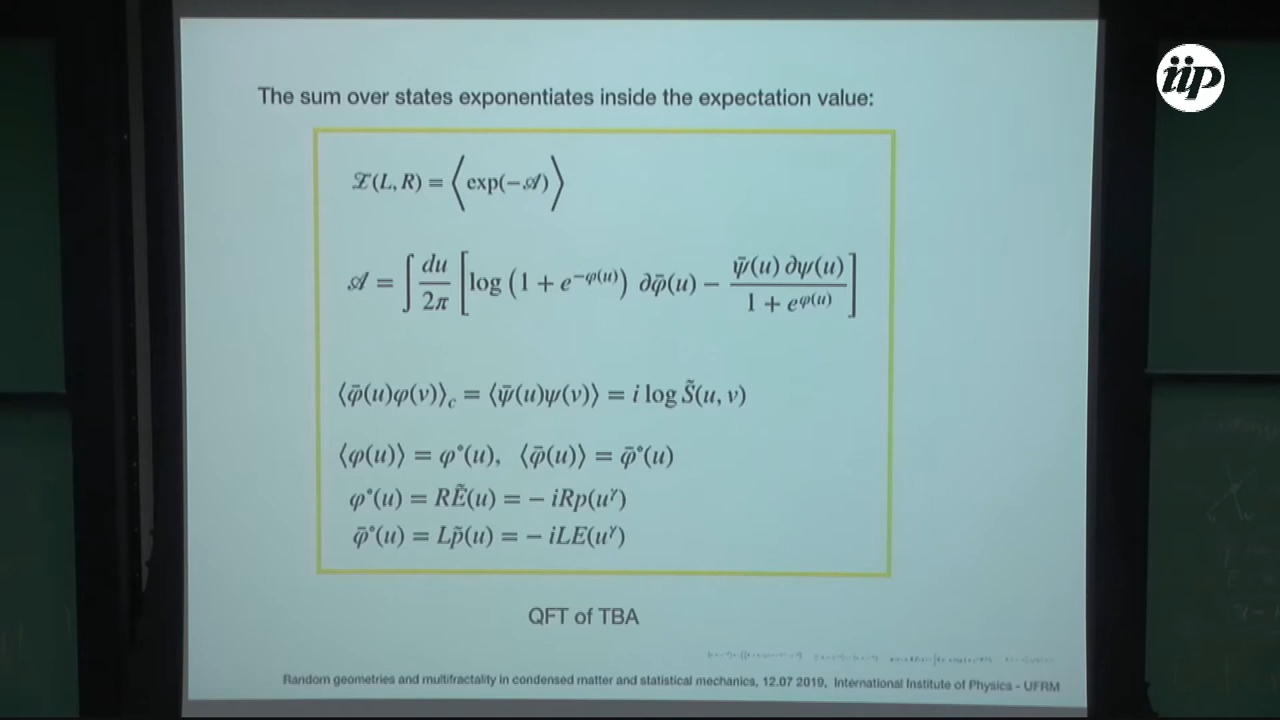 iip
The sum over states exponentiates inside the expectation value:
𝒵(L, R) = ⟨exp(−𝒜)⟩
𝒜 = ∫ du/2π [log (1 + e^{−φ(u)}) ∂φ̄(u) − ψ̄(u) ∂ψ(u) / 1 + e^{φ(u)}]
⟨φ̄(u)φ(v)⟩_c = ⟨ψ̄(u)ψ(v)⟩ = i log S̃(u, v)
⟨φ(u)⟩ = φ°(u), ⟨φ̄(u)⟩ = φ̄°(u)
φ°(u) = RẼ(u) = − iRp(u^γ)
φ̄°(u) = Lp̃(u) = − iLE(u^γ)
QFT of TBA
Random geometries and multifractality in condensed matter and statistical mechanics, 12.07 2019, International Institute of Physics - UFRM